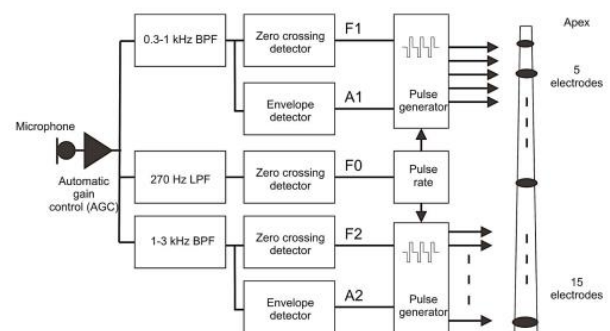 0.3-1 kHz BPF
Zero crossing
detector
F1
Envelope
detector
A1
Pulse
generator
Apex
5
electrodes
Microphone
Automatic
gain
control (AGC)
270 Hz LPF
Zero crossing
detector
F0
Pulse
rate
1-3 kHz BPF
Zero crossing
detector
F2
Envelope
detector
A2
Pulse
generator
15
electrodes